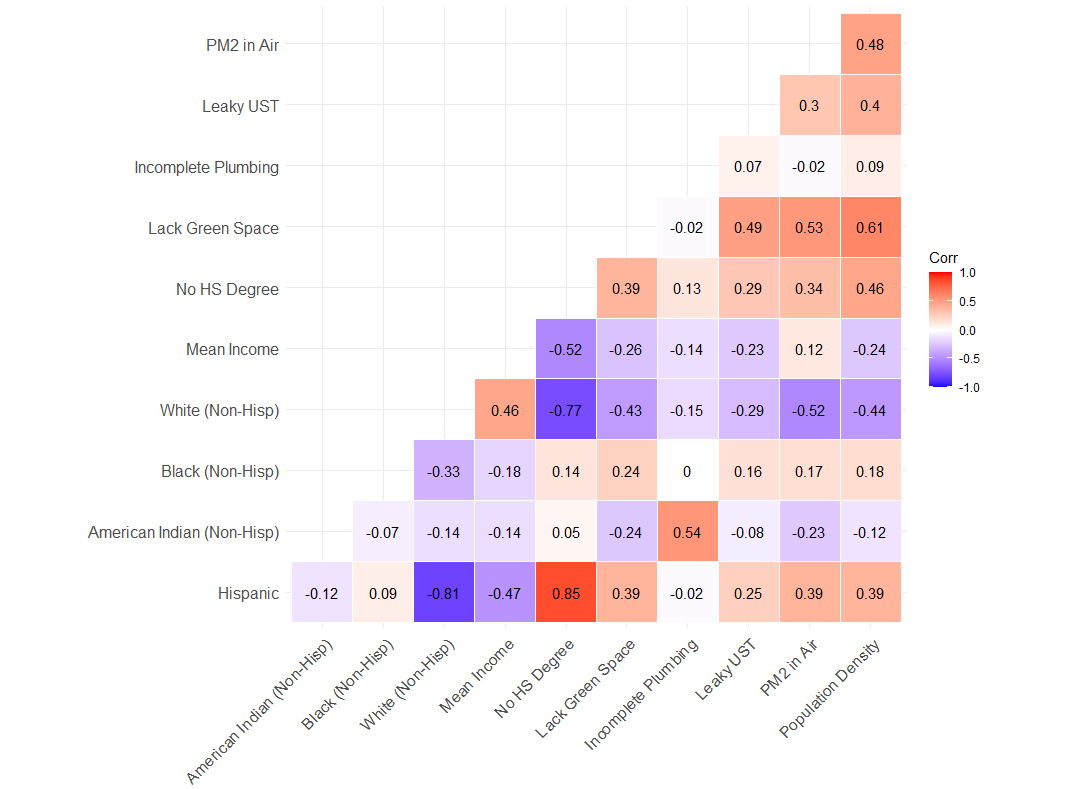 PM2 in Air 0.48
Leaky UST 0.3 0.4
Incomplete Plumbing 0.07 -0.02 0.09
Lack Green Space -0.02 0.49 0.53 0.61
No HS Degree 0.39 0.13 0.29 0.34 0.46
Mean Income -0.52 -0.26 -0.14 -0.23 0.12 -0.24
White (Non-Hisp) 0.46 -0.77 -0.43 -0.15 -0.29 -0.52 -0.44
Black (Non-Hisp) -0.33 -0.18 0.14 0.24 0 0.16 0.17 0.18
American Indian (Non-Hisp) -0.07 -0.14 -0.14 0.05 -0.24 0.54 -0.08 -0.23 -0.12
Hispanic -0.12 0.09 -0.81 -0.47 0.85 0.39 -0.02 0.25 0.39 0.39
American Indian (Non-Hisp)
Black (Non-Hisp)
White (Non-Hisp)
Mean Income
No HS Degree
Lack Green Space
Incomplete Plumbing
Leaky UST
PM2 in Air
Population Density
Corr
1.0
0.5
0.0
-0.5
-1.0